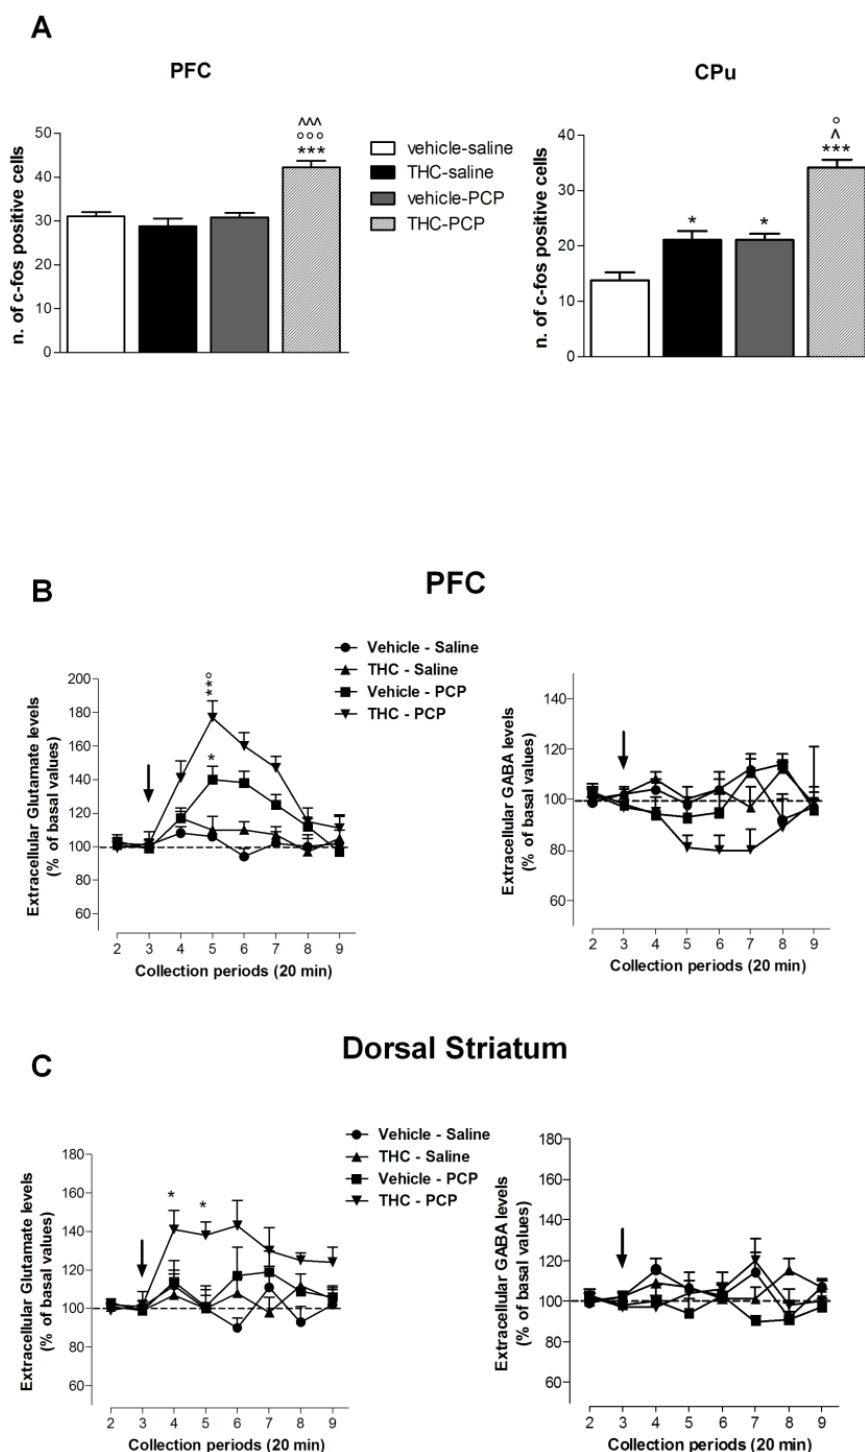 A
PFC
CPu
n. of c-fos positive cells
50
40
30
20
10
0
^^^
°°°
***
vehicle-saline
THC-saline
vehicle-PCP
THC-PCP
n. of c-fos positive cells
40
30
20
10
0
*
*
°
^
***
B
PFC
Vehicle - Saline
THC - Saline
Vehicle - PCP
THC - PCP
Extracellular Glutamate levels
(% of basal values)
200
180
160
140
120
100
80
60
**°
*
2 3 4 5 6 7 8 9
Collection periods (20 min)
Extracellular GABA levels
(% of basal values)
140
120
100
80
60
2 3 4 5 6 7 8 9
Collection periods (20 min)
C
Dorsal Striatum
Vehicle - Saline
THC - Saline
Vehicle - PCP
THC - PCP
Extracellular Glutamate levels
(% of basal values)
180
160
140
120
100
80
60
*
*
2 3 4 5 6 7 8 9
Collection periods (20 min)
Extracellular GABA levels
(% of basal values)
180
160
140
120
100
80
60
2 3 4 5 6 7 8 9
Collection periods (20 min)